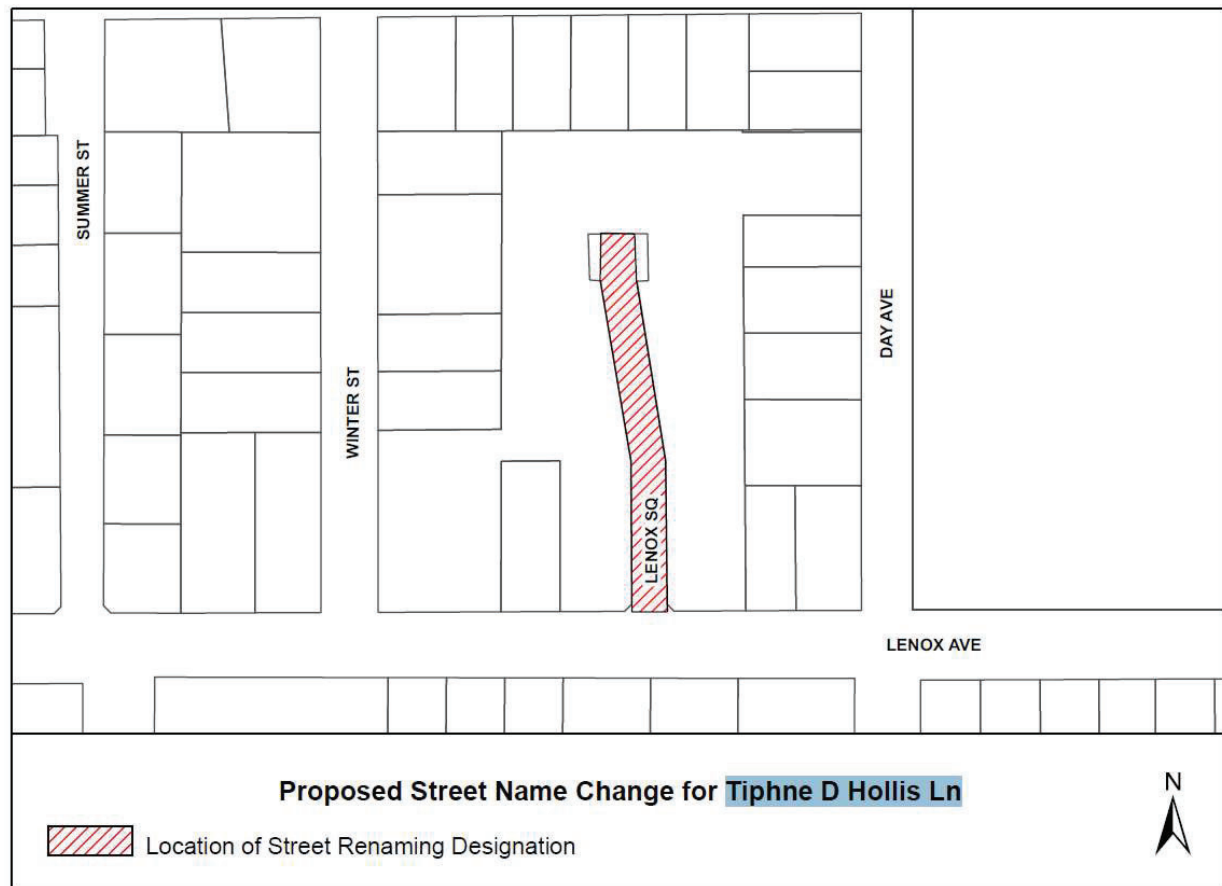 SUMMER ST
WINTER ST
DAY AVE
LENOX SQ
LENOX AVE
Proposed Street Name Change for Tiphne D Hollis Ln
N
Location of Street Renaming Designation